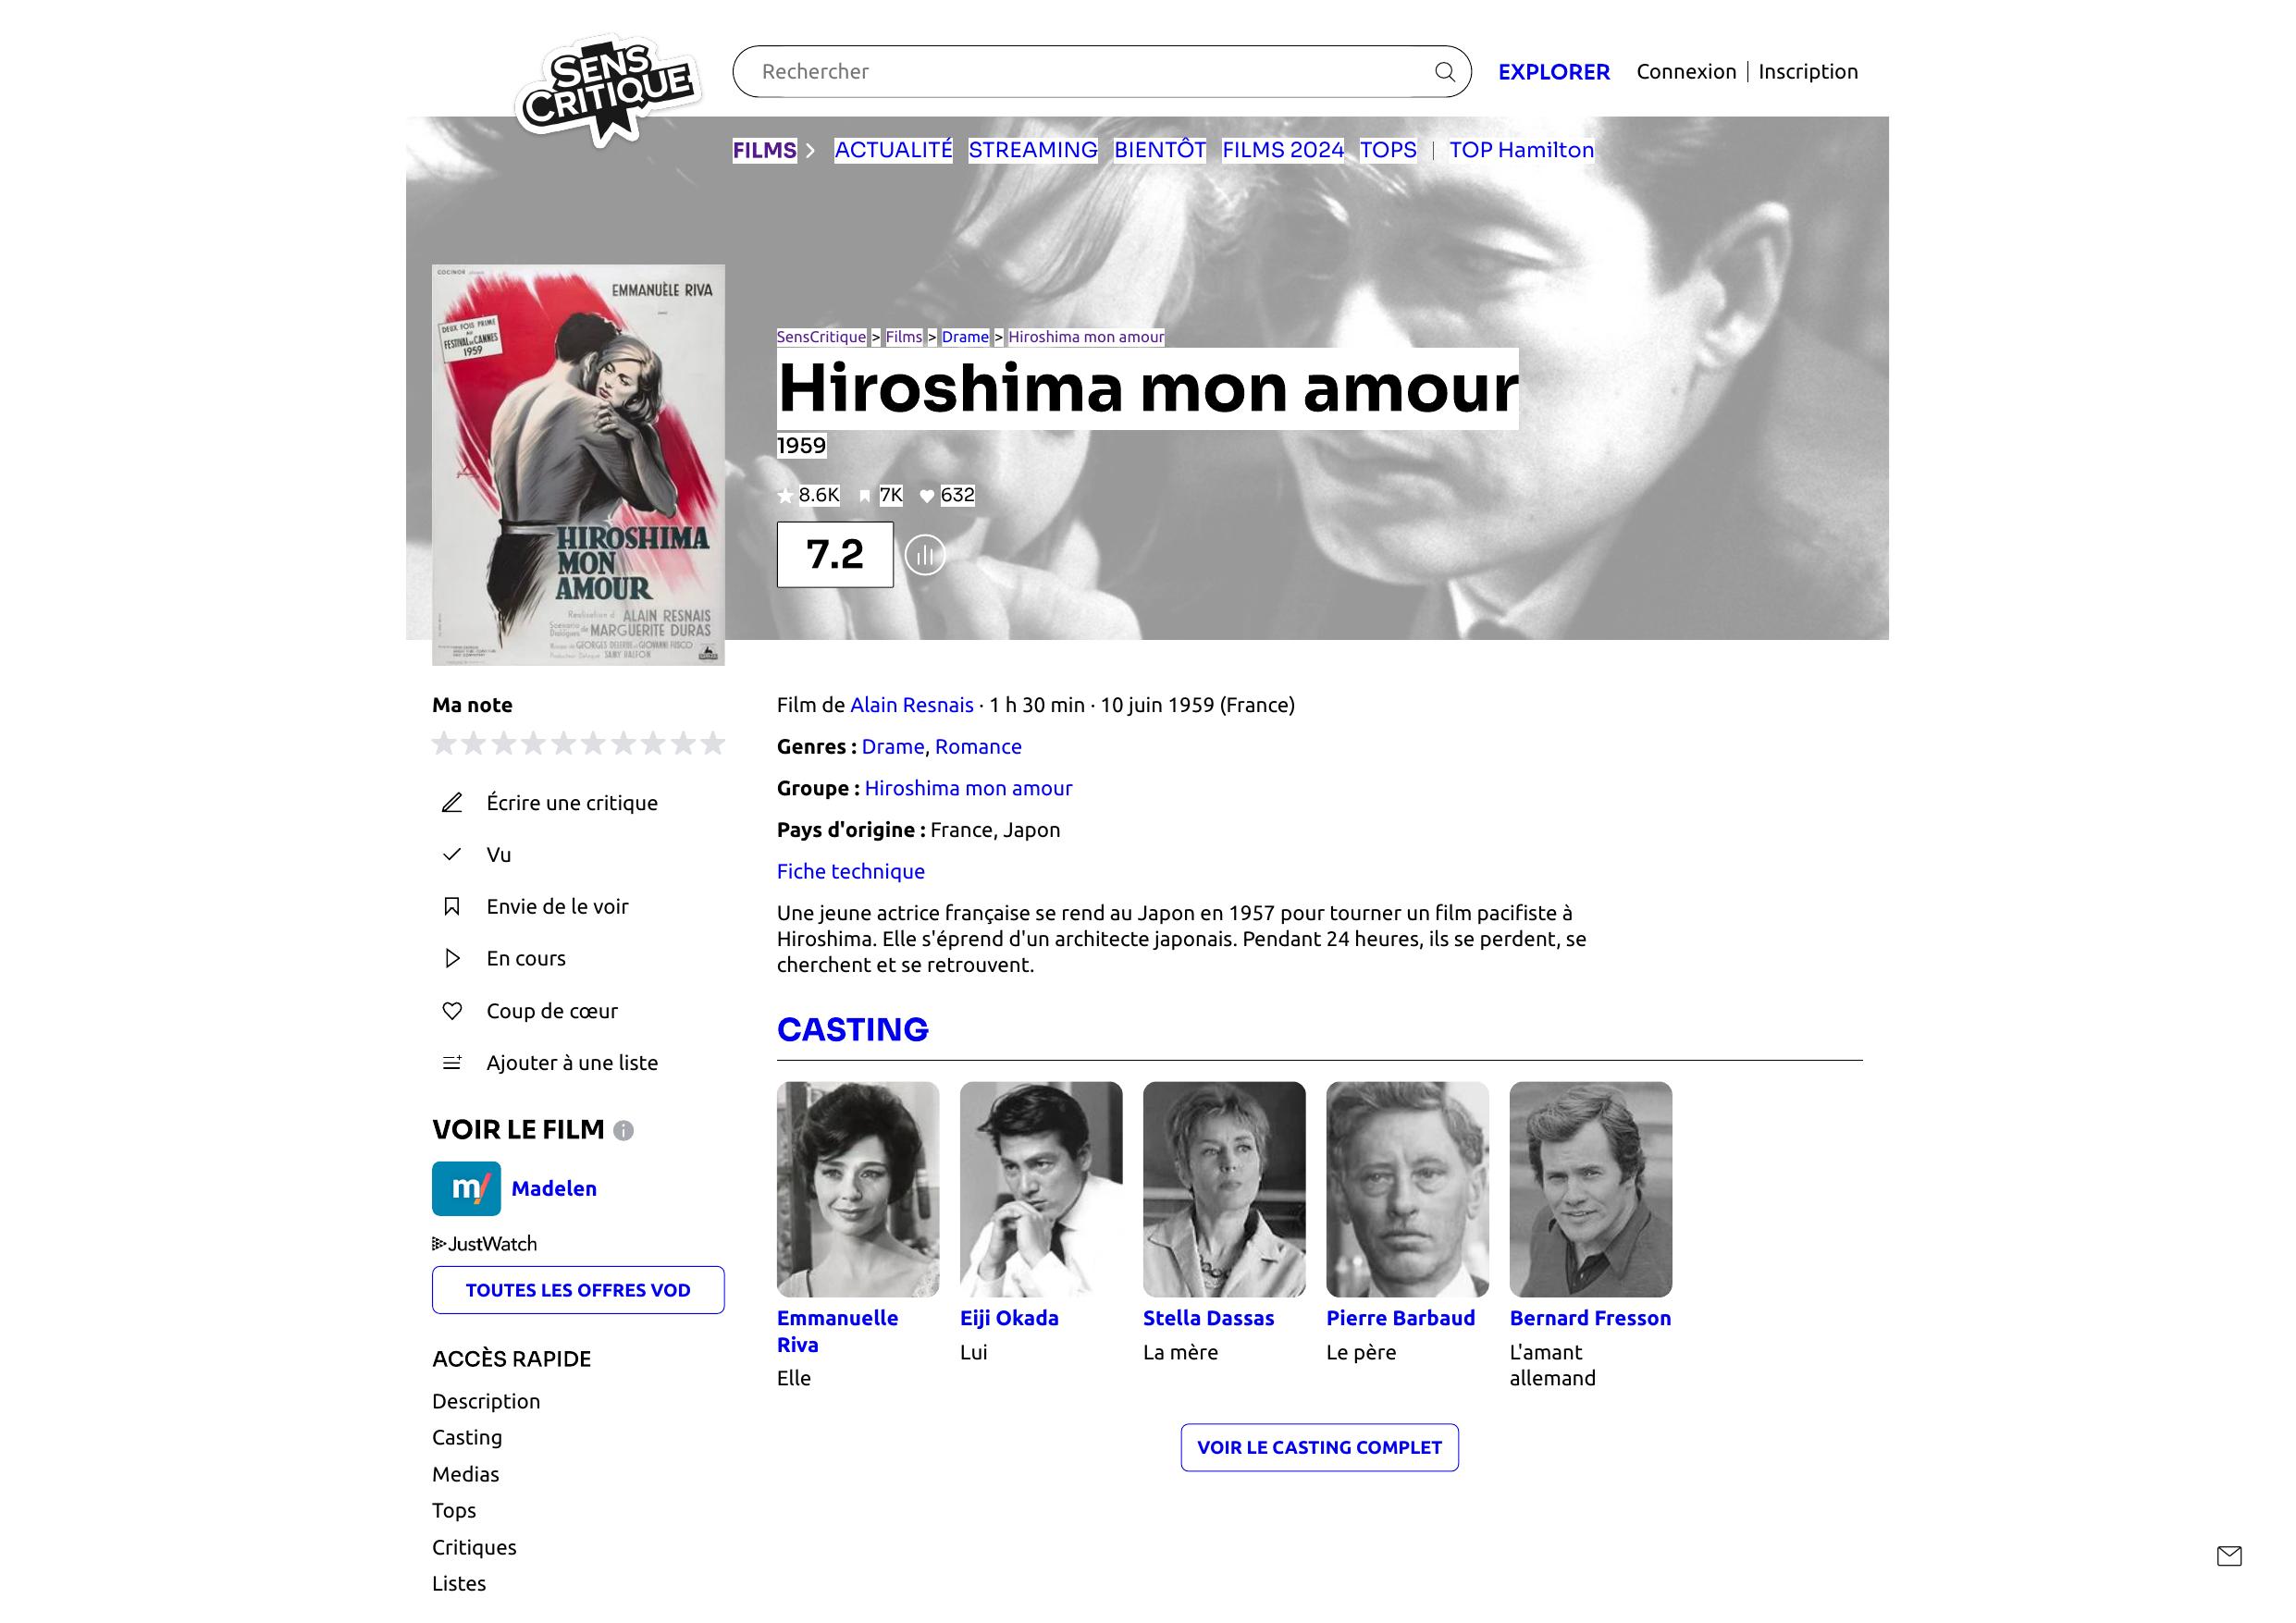 SENS CRITIQUE
Rechercher
EXPLORER
Connexion | Inscription
FILMS > ACTUALITÉ STREAMING BIENTÔT FILMS 2024 TOPS | TOP Hamilton
COCINOR
EMMANUÈLE RIVA
DEUX FOIS PRIMÉ
AU
FESTIVAL DE CANNES
1959
HIROSHIMA
MON
AMOUR
Réalisation d' ALAIN RESNAIS
Scénario Dialogues de MARGUERITE DURAS
GEORGES DELERUE GIOVANNI FUSCO
SAMY HALFON
SensCritique > Films > Drame > Hiroshima mon amour
Hiroshima mon amour
1959
8.6K 7K 632
7.2
Ma note
Écrire une critique
Vu
Envie de le voir
En cours
Coup de cœur
Ajouter à une liste
VOIR LE FILM i
m/ Madelen
JustWatch
TOUTES LES OFFRES VOD
ACCÈS RAPIDE
Description
Casting
Medias
Tops
Critiques
Listes
Film de Alain Resnais · 1 h 30 min · 10 juin 1959 (France)
Genres : Drame, Romance
Groupe : Hiroshima mon amour
Pays d'origine : France, Japon
Fiche technique
Une jeune actrice française se rend au Japon en 1957 pour tourner un film pacifiste à
Hiroshima. Elle s'éprend d'un architecte japonais. Pendant 24 heures, ils se perdent, se
cherchent et se retrouvent.
CASTING
Emmanuelle
Riva
Elle
Eiji Okada
Lui
Stella Dassas
La mère
Pierre Barbaud
Le père
Bernard Fresson
L'amant
allemand
VOIR LE CASTING COMPLET